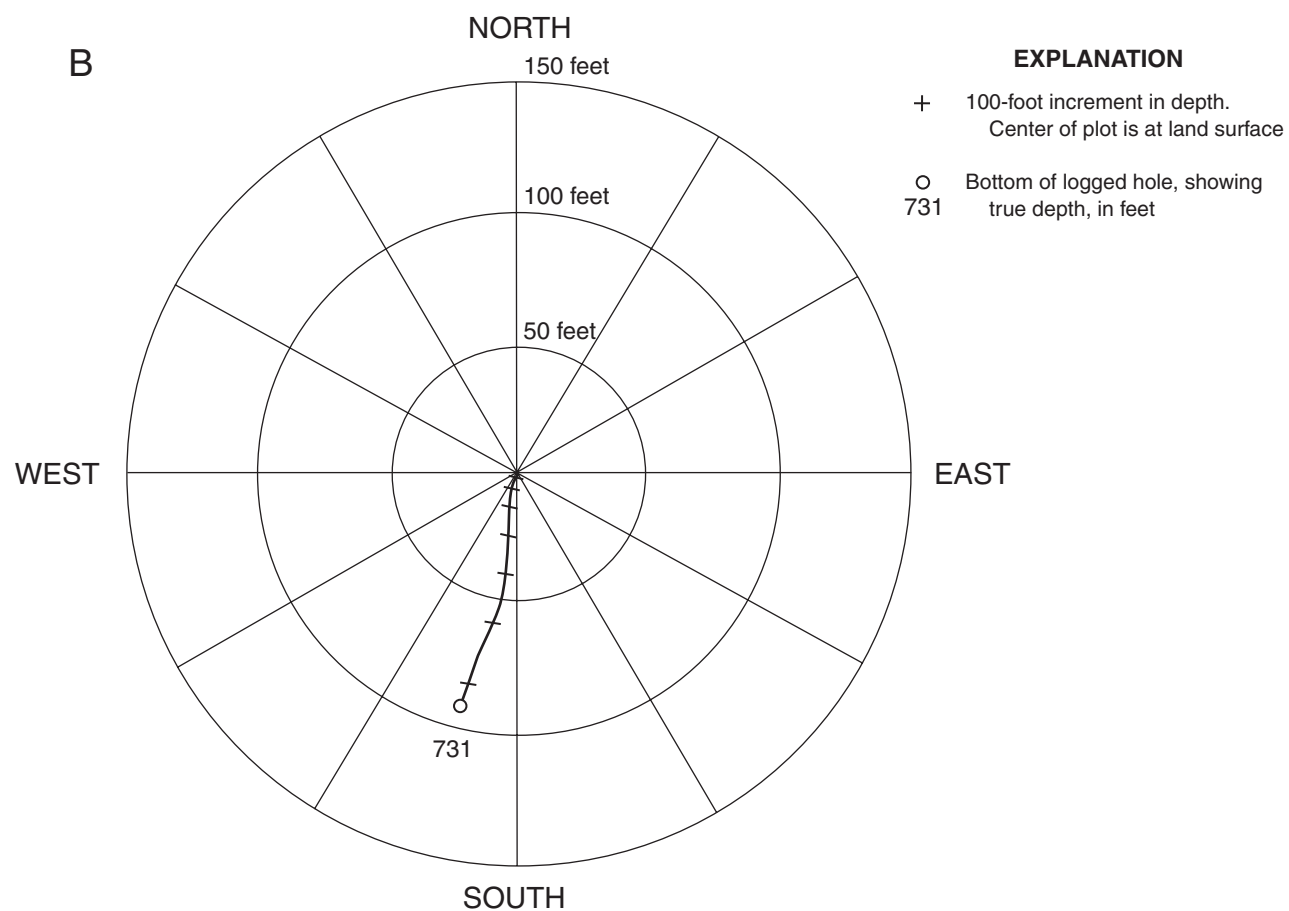 B
NORTH
150 feet
100 feet
50 feet
WEST
EAST
731
SOUTH
EXPLANATION
100-foot increment in depth.
Center of plot is at land surface
731
Bottom of logged hole, showing
true depth, in feet